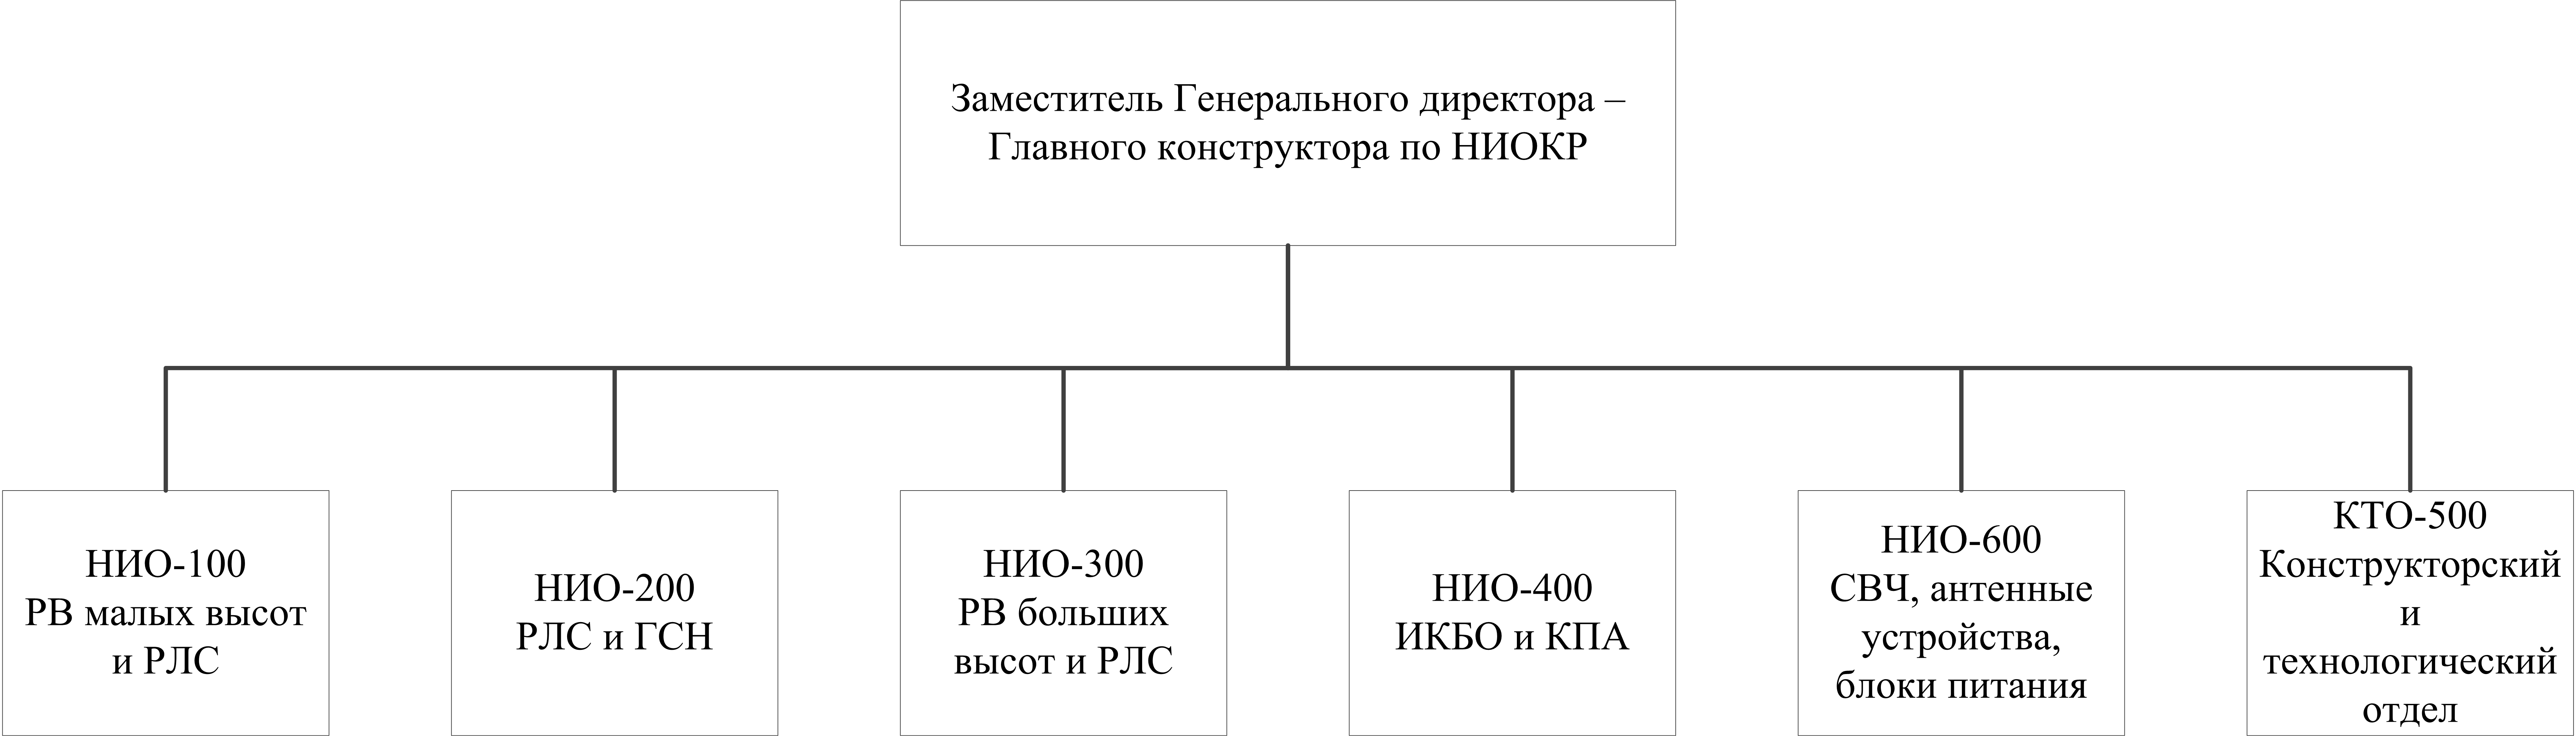 Заместитель Генерального директора –
Главного конструктора по НИОКР
НИО-100
РВ малых высот
и РЛС
НИО-200
РЛС и ГСН
НИО-300
РВ больших
высот и РЛС
НИО-400
ИКБО и КПА
НИО-600
СВЧ, антенные
устройства,
блоки питания
КТО-500
Конструкторский
и
технологический
отдел